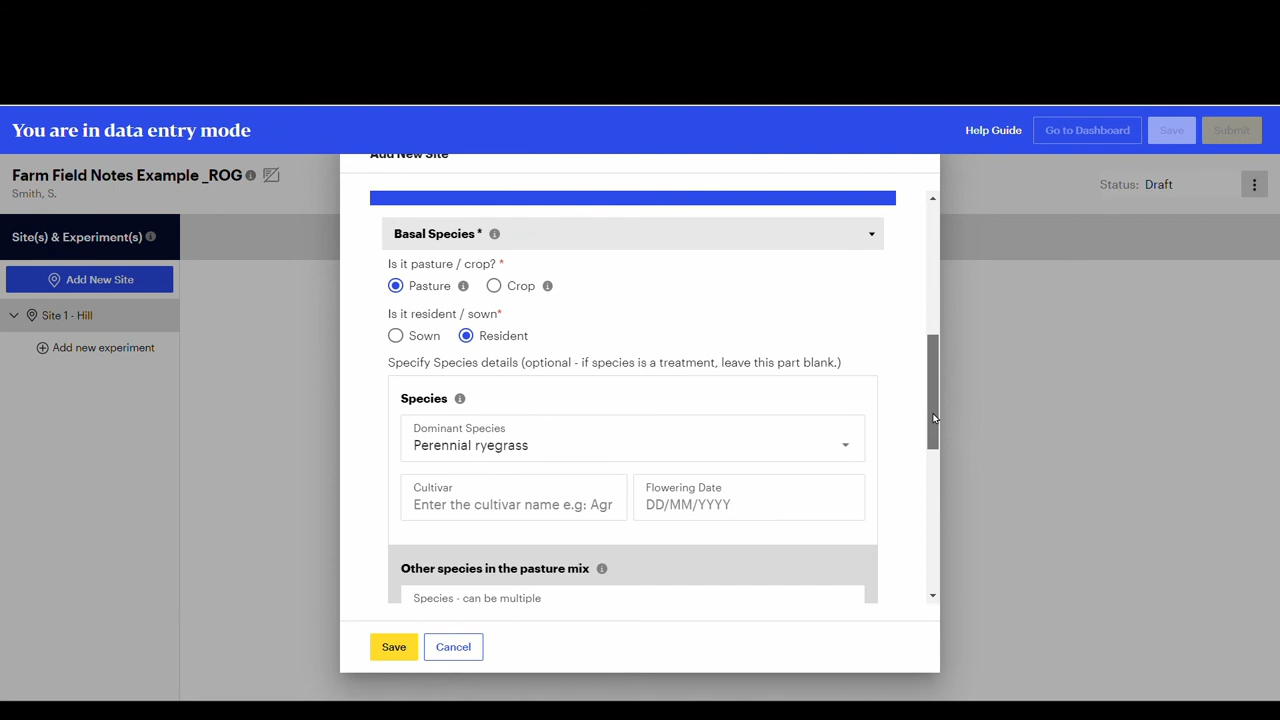 You are in data entry mode
Help Guide
Go to Dashboard
Save
Submit
Add New Site
Farm Field Notes Example _ROG
Smith, S.
Status: Draft
Site(s) & Experiment(s)
Add New Site
Site 1 - Hill
Add new experiment
Basal Species *
Is it pasture / crop? *
Pasture
Crop
Is it resident / sown*
Sown
Resident
Specify Species details (optional - if species is a treatment, leave this part blank.)
Species
Dominant Species
Perennial ryegrass
Cultivar
Enter the cultivar name e.g: Agr
Flowering Date
DD/MM/YYYY
Other species in the pasture mix
Species - can be multiple
Save
Cancel